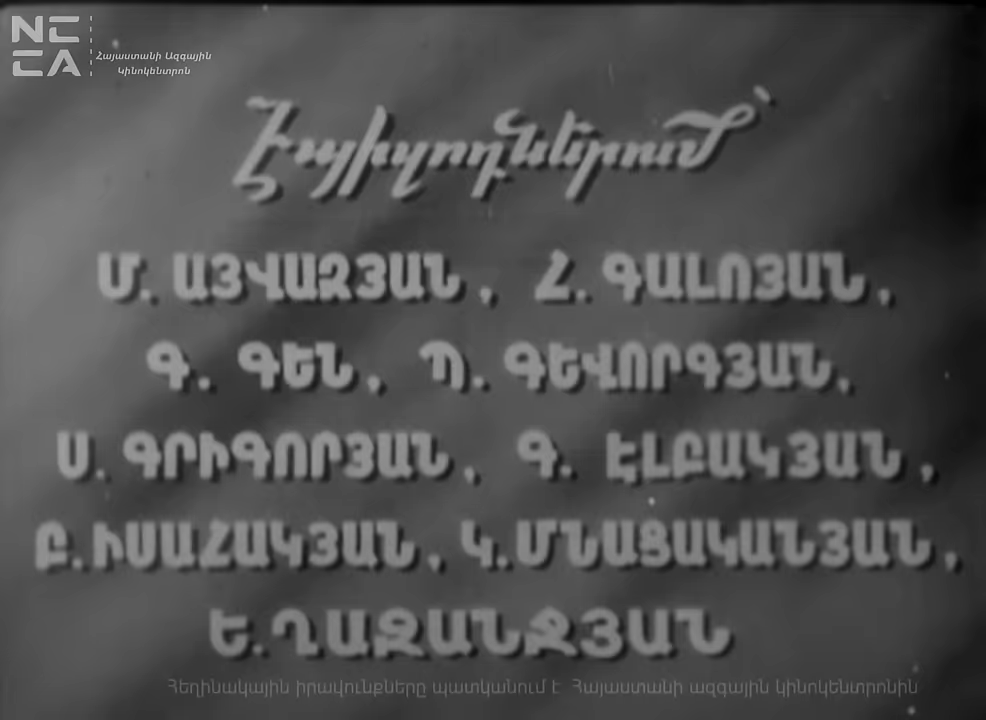 NC
CA
Հայաստանի Ազգային
Կինոկենտրոն
Էպիզոդներում՝
Մ. ԱՅՎԱԶՅԱՆ, Հ. ԳԱԼՈՅԱՆ,
Գ. ԳԵՆ, Պ. ԳԵՎՈՐԳՅԱՆ,
Ս. ԳՐԻԳՈՐՅԱՆ, Գ. ԷԼԲԱԿՅԱՆ,
Բ. ԻՍԱՀԱԿՅԱՆ, Կ. ՄՆԱՑԱԿԱՆՅԱՆ,
Ե. ՂԱԶԱՆՋՅԱՆ
Հեղինակային իրավունքները պատկանում է Հայաստանի ազգային կինոկենտրոնին